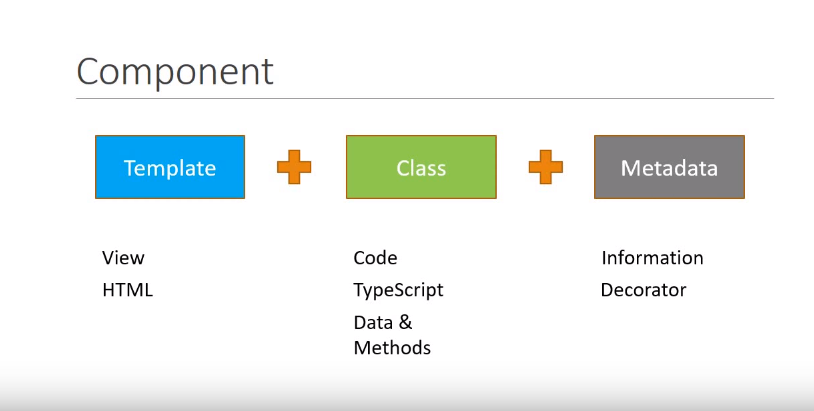 Component
Template
Class
Metadata
View
HTML
Code
TypeScript
Data &
Methods
Information
Decorator